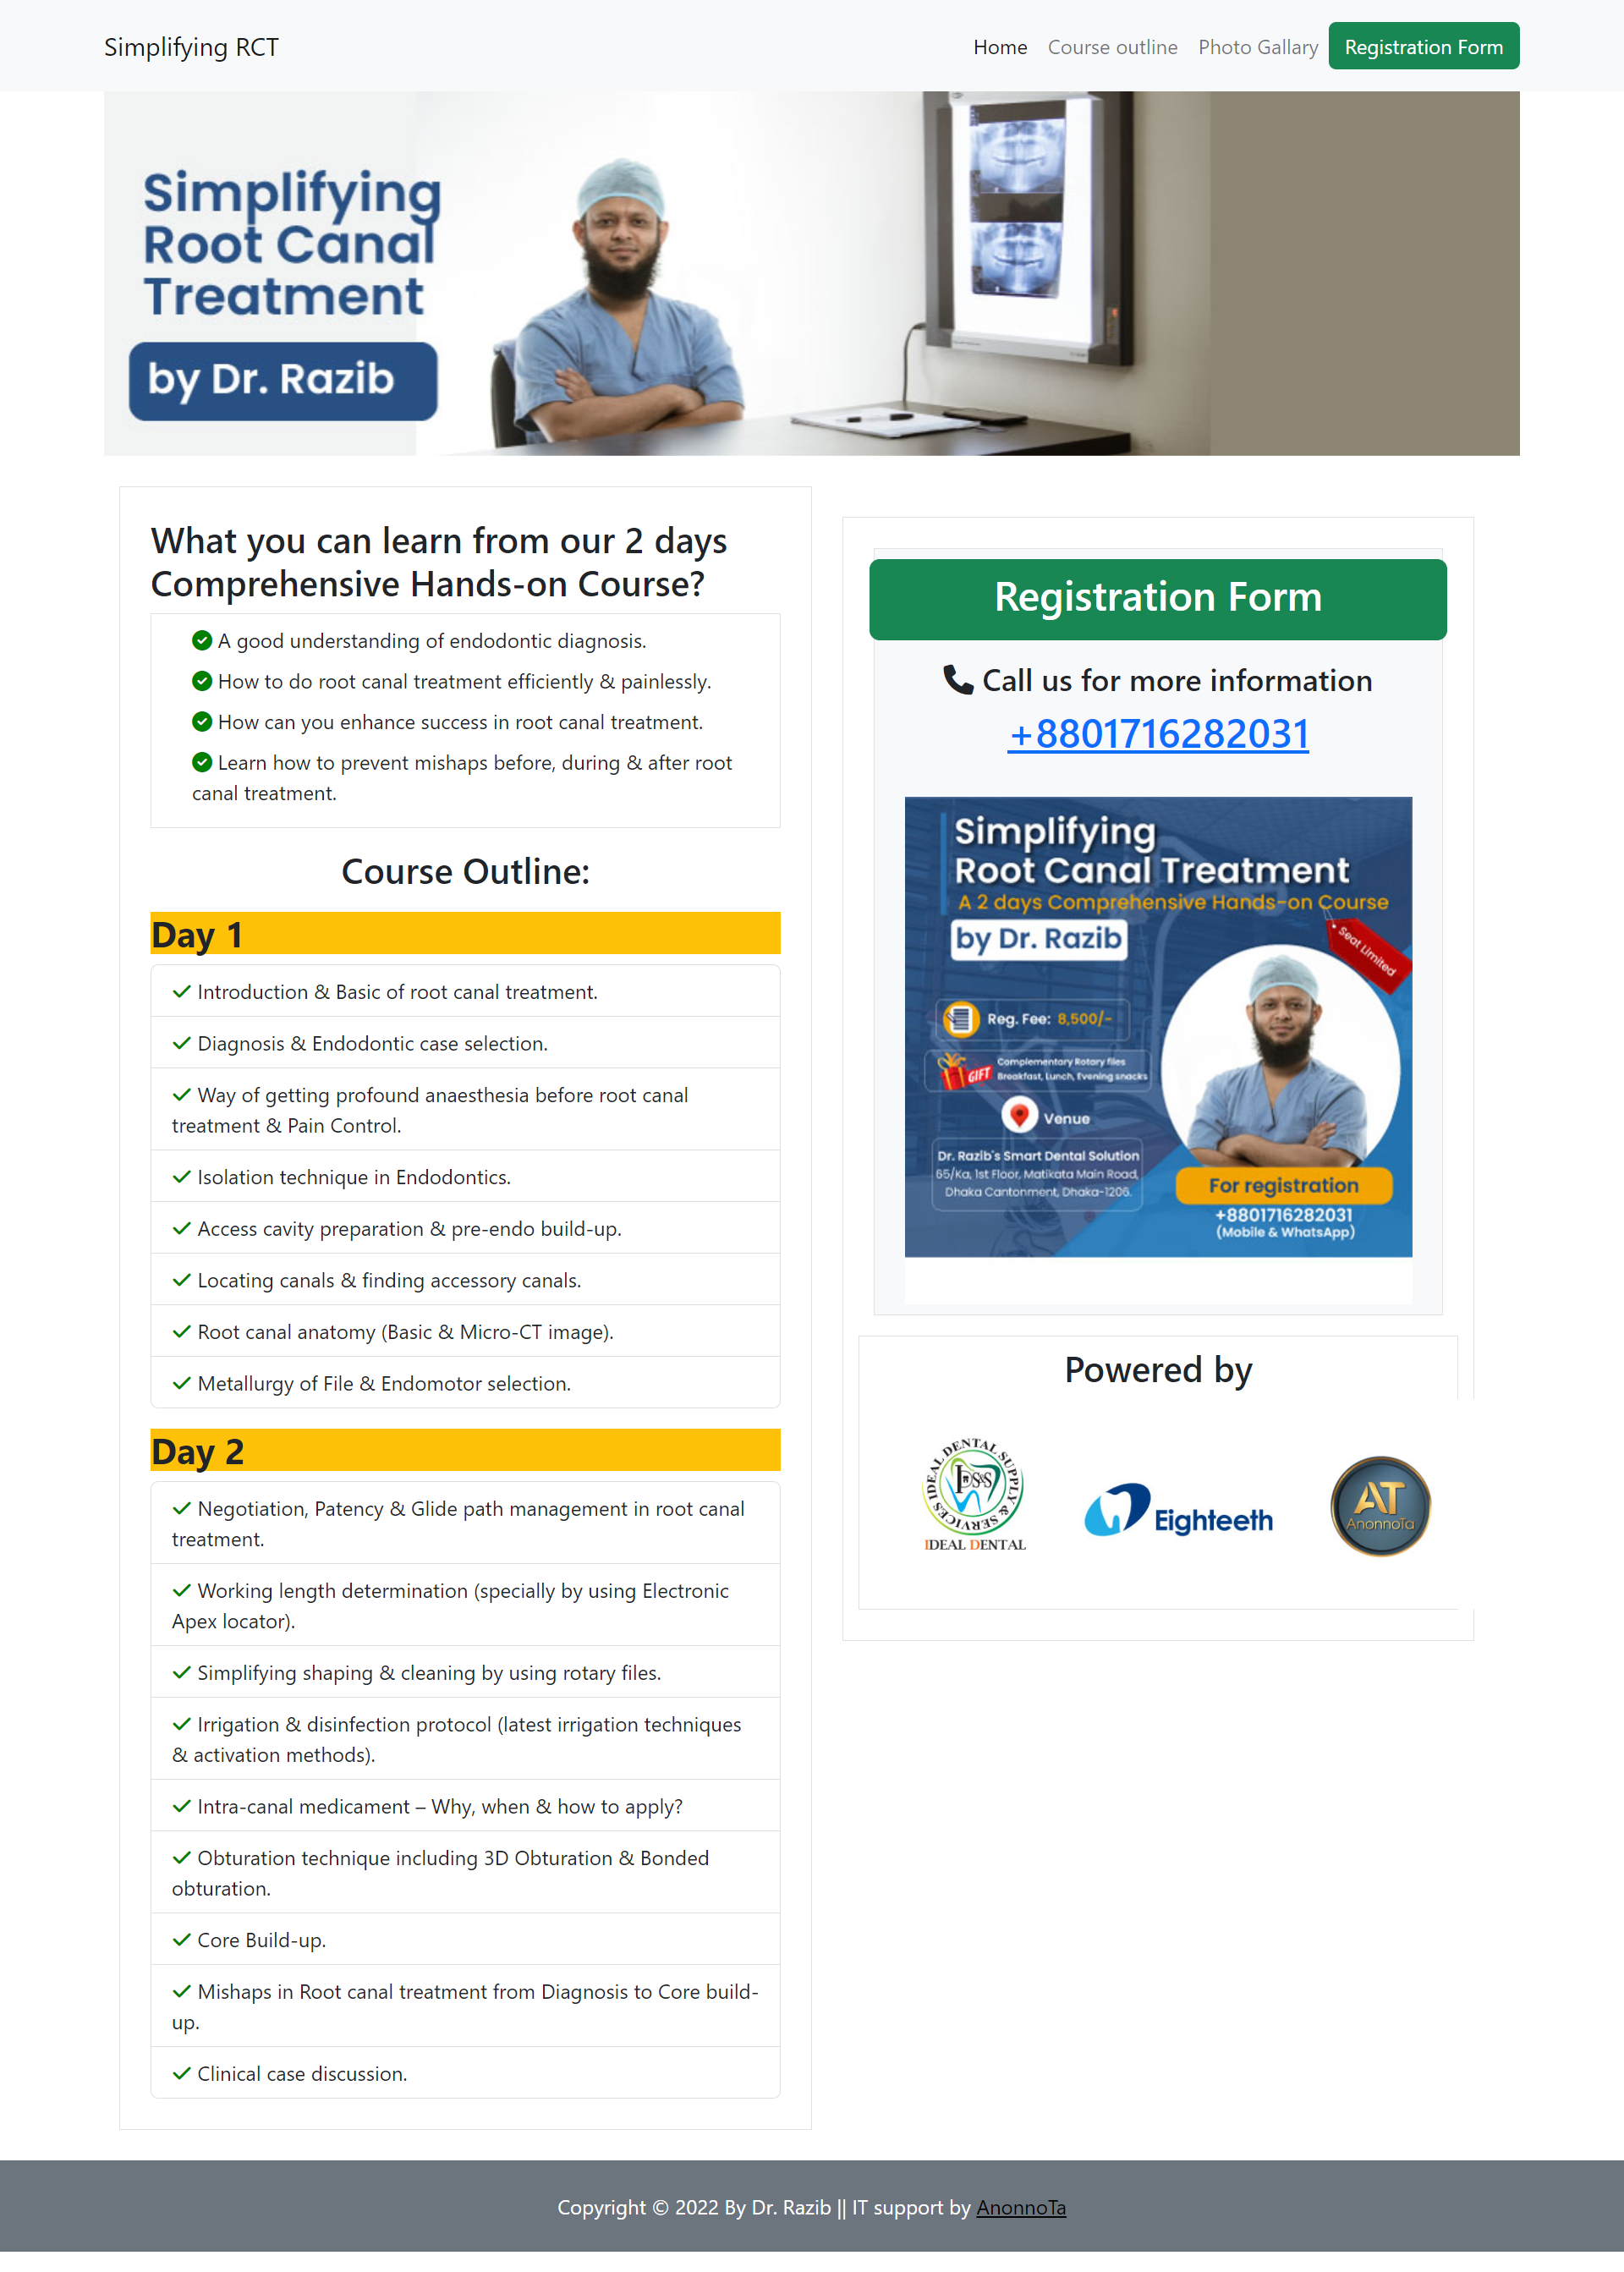 Simplifying RCT
Home
Course outline
Photo Gallary
Registration Form
Simplifying
Root Canal
Treatment
by Dr. Razib
What you can learn from our 2 days
Comprehensive Hands-on Course?
A good understanding of endodontic diagnosis.
How to do root canal treatment efficiently & painlessly.
How can you enhance success in root canal treatment.
Learn how to prevent mishaps before, during & after root
canal treatment.
Course Outline:
Day 1
Introduction & Basic of root canal treatment.
Diagnosis & Endodontic case selection.
Way of getting profound anaesthesia before root canal
treatment & Pain Control.
Isolation technique in Endodontics.
Access cavity preparation & pre-endo build-up.
Locating canals & finding accessory canals.
Root canal anatomy (Basic & Micro-CT image).
Metallurgy of File & Endomotor selection.
Day 2
Negotiation, Patency & Glide path management in root canal
treatment.
Working length determination (specially by using Electronic
Apex locator).
Simplifying shaping & cleaning by using rotary files.
Irrigation & disinfection protocol (latest irrigation techniques
& activation methods).
Intra-canal medicament – Why, when & how to apply?
Obturation technique including 3D Obturation & Bonded
obturation.
Core Build-up.
Mishaps in Root canal treatment from Diagnosis to Core build-
up.
Clinical case discussion.
Registration Form
Call us for more information
+8801716282031
Simplifying
Root Canal Treatment
A 2 days Comprehensive Hands-on Course
by Dr. Razib
Seat Limited
Reg. Fee: 8,500/-
GIFT
Complementary Rotary files
Breakfast, Lunch, Evening snacks
Venue
Dr. Razib's Smart Dental Solution
65/Ka, 1st Floor, Matikata Main Road,
Dhaka Cantonment, Dhaka-1206.
For registration
+8801716282031
(Mobile & WhatsApp)
Powered by
IDEAL DENTAL SUPPLY & SERVICES
IDS&S
IDEAL DENTAL
Eighteeth
AT
AnonnoTa
Copyright © 2022 By Dr. Razib || IT support by AnonnoTa